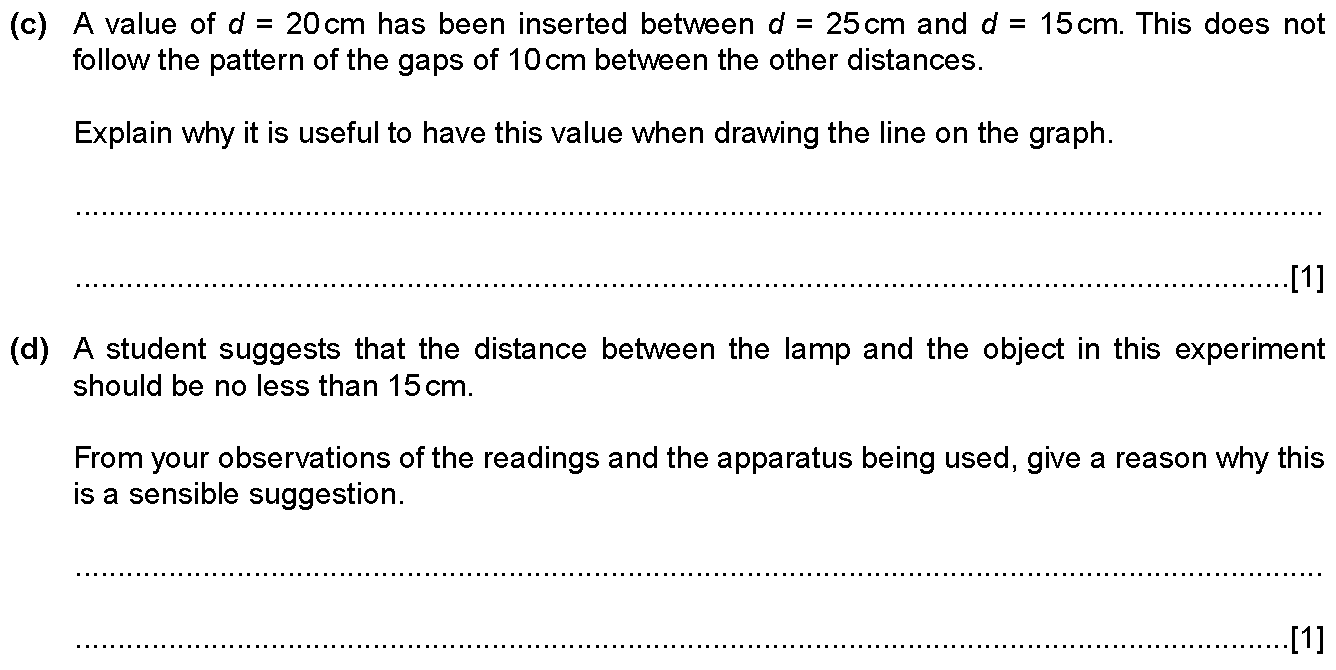 (c) A value of d = 20 cm has been inserted between d = 25 cm and d = 15 cm. This does not
follow the pattern of the gaps of 10 cm between the other distances.
Explain why it is useful to have this value when drawing the line on the graph.
..........................................................................................................................................
......................................................................................................................................[1]
(d) A student suggests that the distance between the lamp and the object in this experiment
should be no less than 15 cm.
From your observations of the readings and the apparatus being used, give a reason why this
is a sensible suggestion.
..........................................................................................................................................
......................................................................................................................................[1]